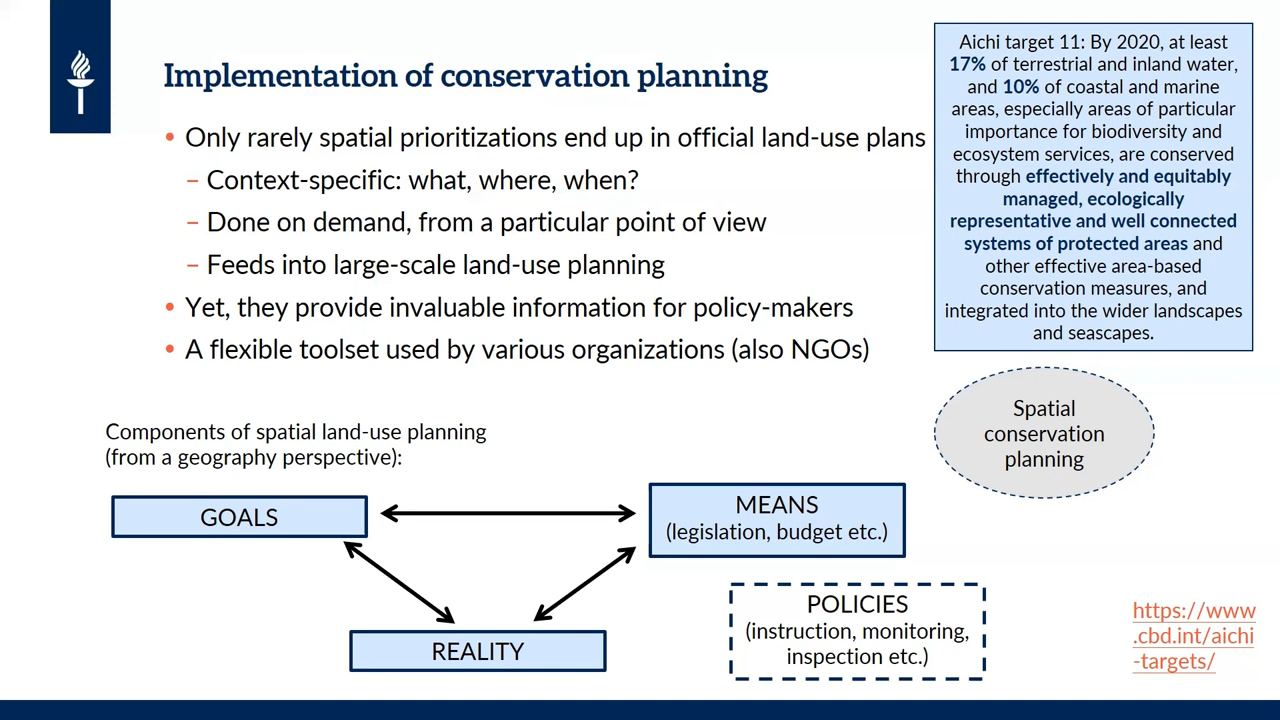 Implementation of conservation planning
• Only rarely spatial prioritizations end up in official land-use plans
– Context-specific: what, where, when?
– Done on demand, from a particular point of view
– Feeds into large-scale land-use planning
• Yet, they provide invaluable information for policy-makers
• A flexible toolset used by various organizations (also NGOs)
Aichi target 11: By 2020, at least
17% of terrestrial and inland water,
and 10% of coastal and marine
areas, especially areas of particular
importance for biodiversity and
ecosystem services, are conserved
through effectively and equitably
managed, ecologically
representative and well connected
systems of protected areas and
other effective area-based
conservation measures, and
integrated into the wider landscapes
and seascapes.
Spatial
conservation
planning
Components of spatial land-use planning
(from a geography perspective):
GOALS
MEANS
(legislation, budget etc.)
REALITY
POLICIES
(instruction, monitoring,
inspection etc.)
https://www
.cbd.int/aichi
-targets/